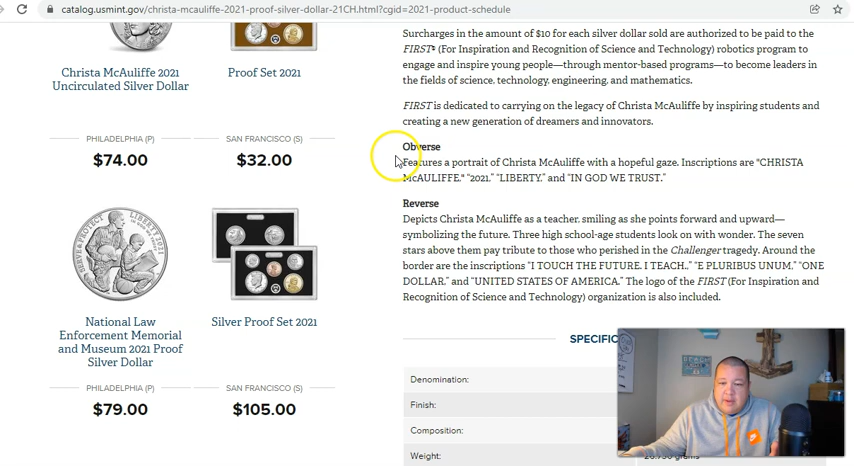 catalog.usmint.gov/christa-mcauliffe-2021-proof-silver-dollar-21CH.html?cgid=2021-product-schedule
Christa McAuliffe 2021
Uncirculated Silver Dollar
PHILADELPHIA (P)
$74.00
Proof Set 2021
SAN FRANCISCO (S)
$32.00
SERVE & PROTECT LIBERTY 2021
National Law
Enforcement Memorial
and Museum 2021 Proof
Silver Dollar
PHILADELPHIA (P)
$79.00
Silver Proof Set 2021
SAN FRANCISCO (S)
$105.00
Surcharges in the amount of $10 for each silver dollar sold are authorized to be paid to the
FIRST® (For Inspiration and Recognition of Science and Technology) robotics program to
engage and inspire young people—through mentor-based programs—to become leaders in
the fields of science, technology, engineering, and mathematics.
FIRST is dedicated to carrying on the legacy of Christa McAuliffe by inspiring students and
creating a new generation of dreamers and innovators.
Obverse
Features a portrait of Christa McAuliffe with a hopeful gaze. Inscriptions are "CHRISTA
McAULIFFE," “2021,” “LIBERTY,” and “IN GOD WE TRUST.”
Reverse
Depicts Christa McAuliffe as a teacher, smiling as she points forward and upward—
symbolizing the future. Three high school-age students look on with wonder. The seven
stars above them pay tribute to those who perished in the Challenger tragedy. Around the
border are the inscriptions “I TOUCH THE FUTURE. I TEACH.,” “E PLURIBUS UNUM,” “ONE
DOLLAR,” and “UNITED STATES OF AMERICA.” The logo of the FIRST (For Inspiration and
Recognition of Science and Technology) organization is also included.
Denomination:
Finish:
Composition:
Weight: